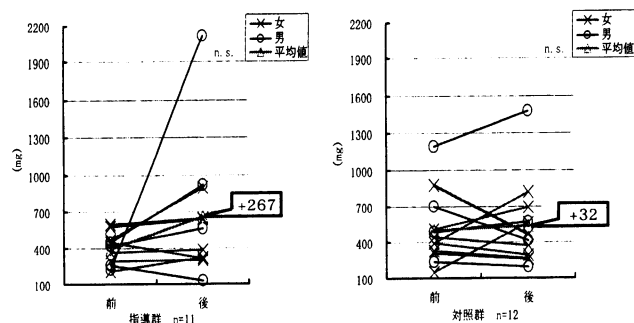 女
男
平均値
n.s.
2200
1900
1600
1300
1000
700
400
100
(mg)
+267
前
後
指導群 n=11
女
男
平均値
n.s.
2200
1900
1600
1300
1000
700
400
100
(mg)
+32
前
後
対照群 n=12